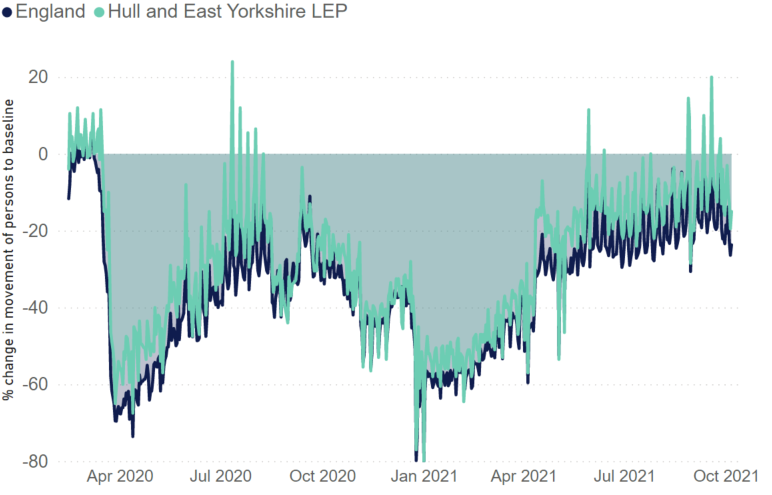 England Hull and East Yorkshire LEP
% change in movement of persons to baseline
20
0
-20
-40
-60
-80
Apr 2020 Jul 2020 Oct 2020 Jan 2021 Apr 2021 Jul 2021 Oct 2021